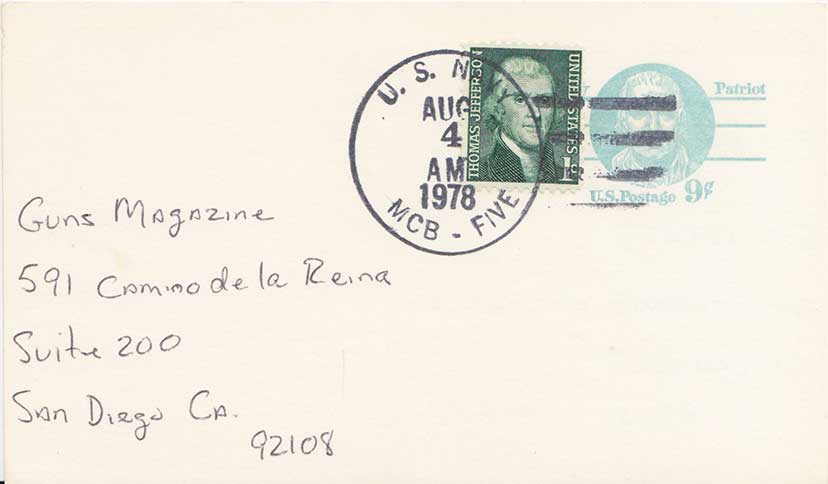 U. S. NAVY
AUG
4
AM
1978
MCB - FIVE
THOMAS JEFFERSON
UNITED STATES
1¢
Patriot
U.S. Postage 9¢
Guns Magazine
591 Camino de la Reina
Suite 200
San Diego Ca.
92108